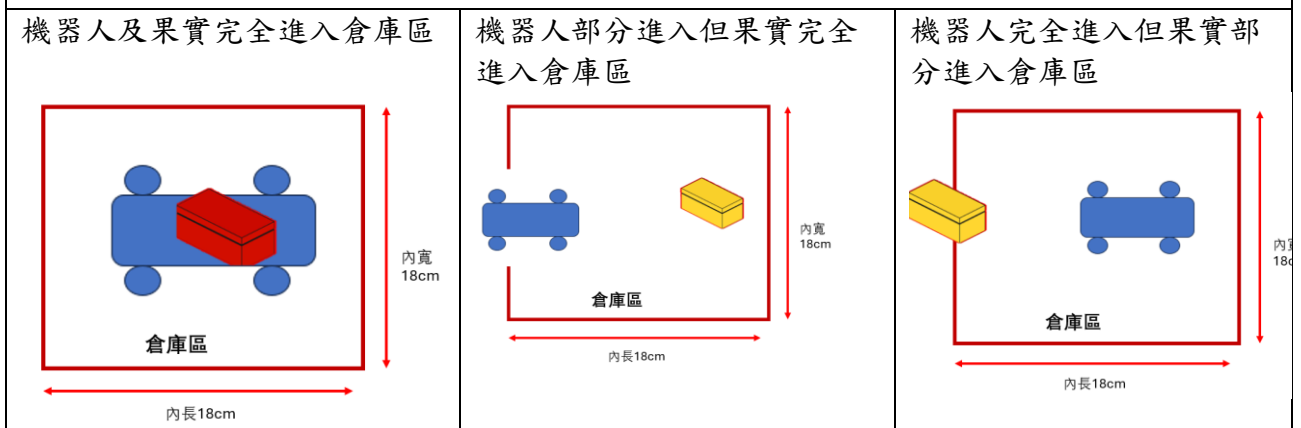 機器人及果實完全進入倉庫區
倉庫區
內寬
18cm
內長18cm
機器人部分進入但果實完全
進入倉庫區
倉庫區
內寬
18cm
內長18cm
機器人完全進入但果實部
分進入倉庫區
倉庫區
內長18cm